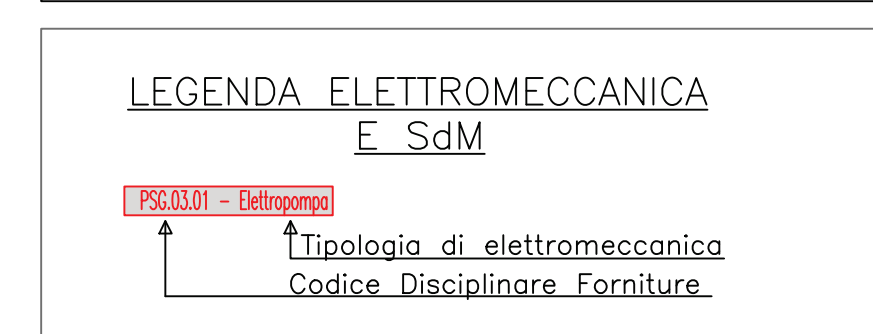 LEGENDA ELETTROMECCANICA
E SdM
PSG.03.01 - Elettropompa
Tipologia di elettromeccanica
Codice Disciplinare Forniture